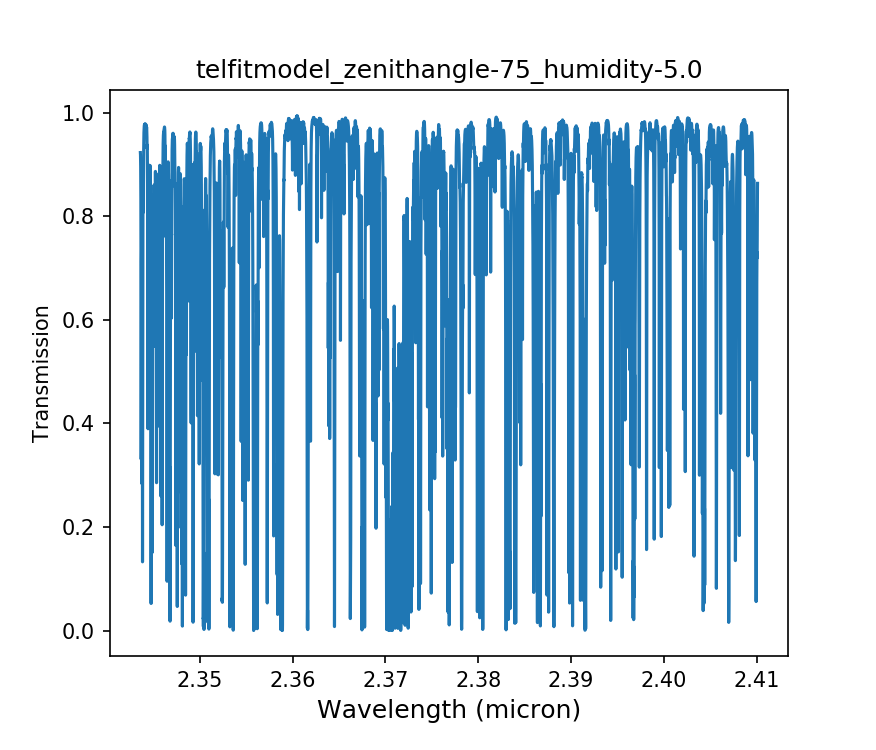 telfitmodel_zenithangle-75_humidity-5.0
1.0
0.8
0.6
0.4
0.2
0.0
Transmission
2.35 2.36 2.37 2.38 2.39 2.40 2.41
Wavelength (micron)